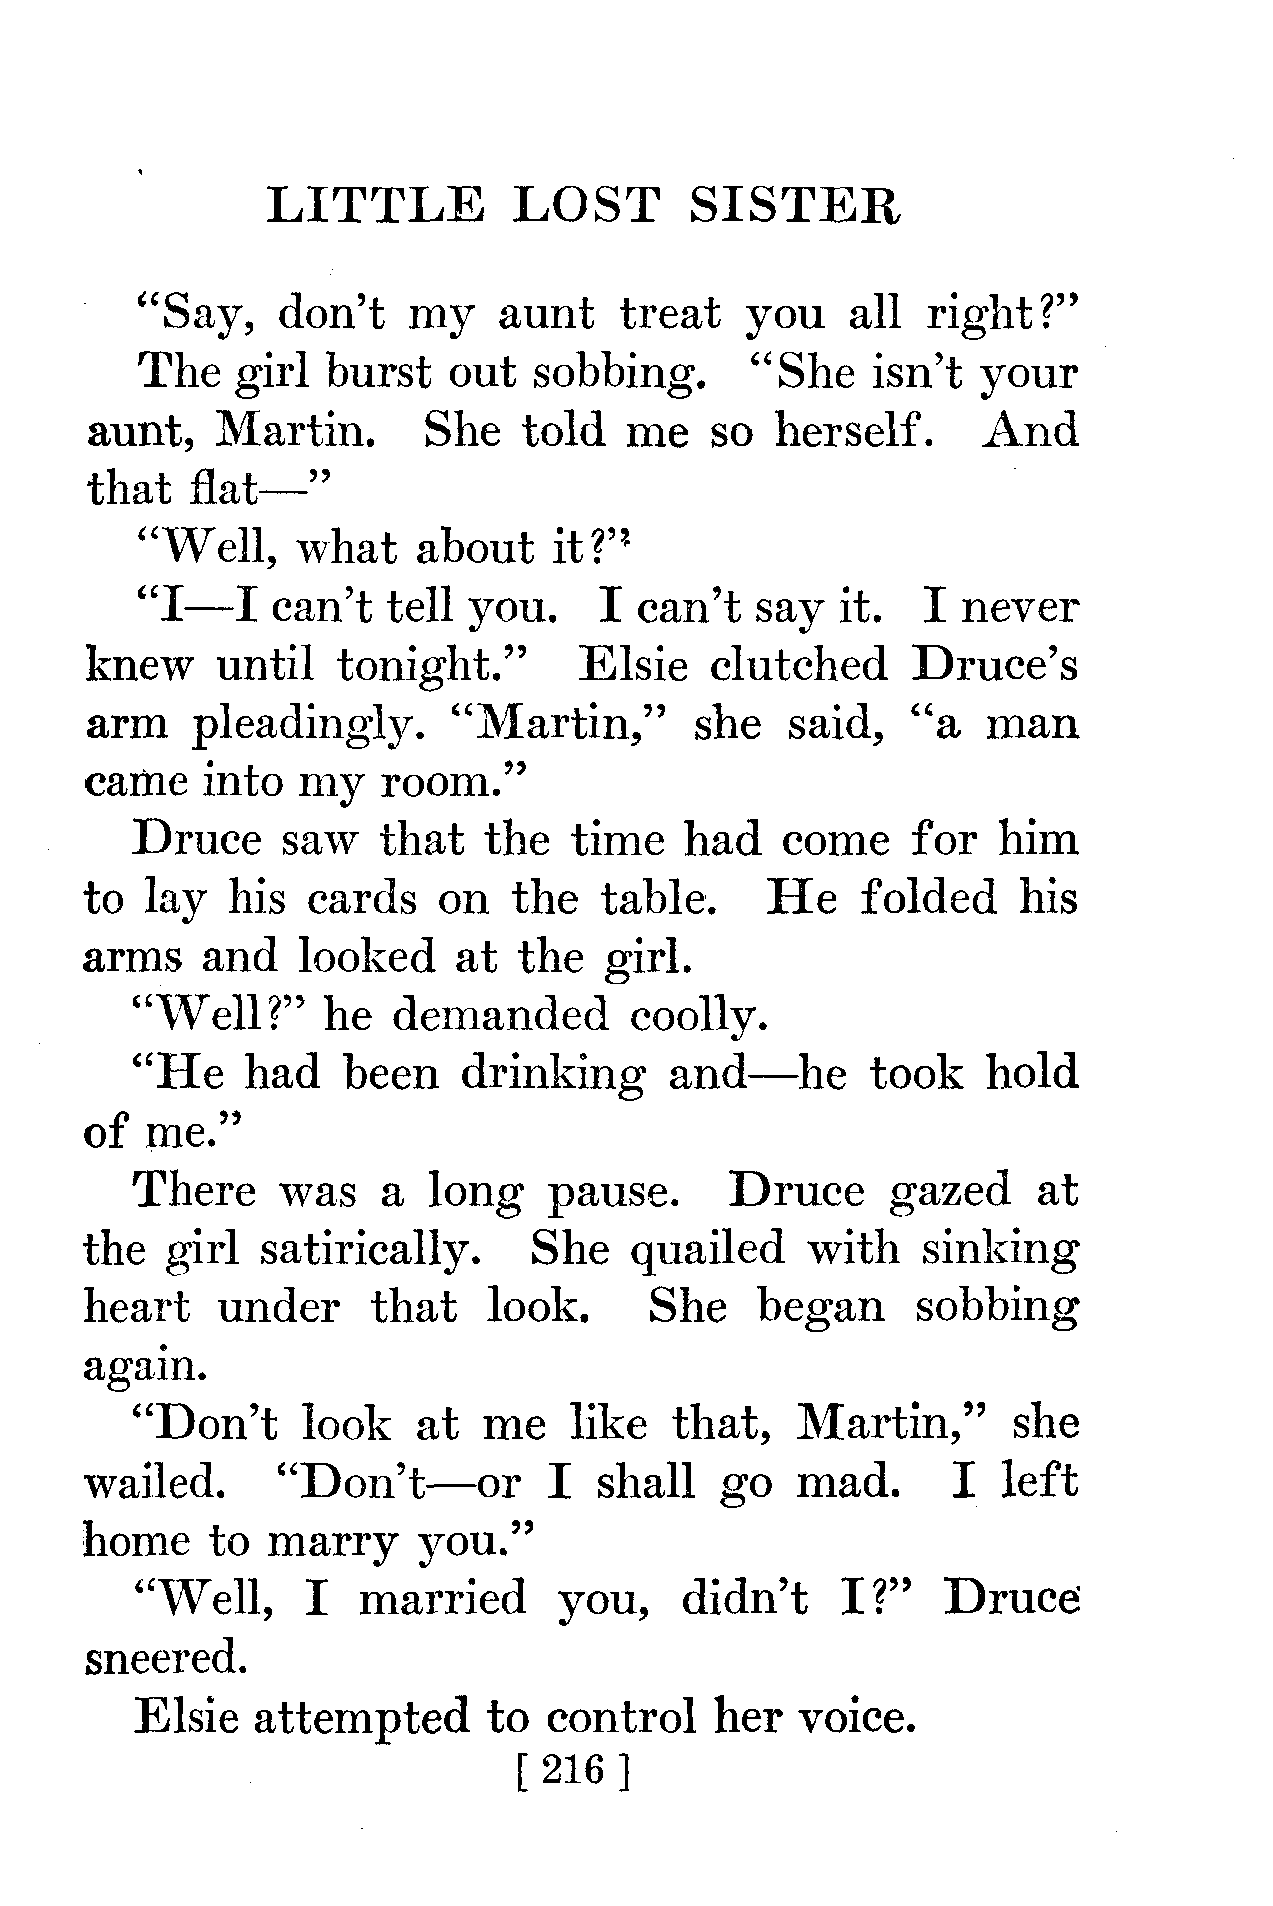 LITTLE LOST SISTER
“Say, don’t my aunt treat you all right?”
The girl burst out sobbing. “She isn’t your
aunt, Martin. She told me so herself. And
that flat—”
“Well, what about it?”
“I—I can’t tell you. I can’t say it. I never
knew until tonight.” Elsie clutched Druce’s
arm pleadingly. “Martin,” she said, “a man
came into my room.”
Druce saw that the time had come for him
to lay his cards on the table. He folded his
arms and looked at the girl.
“Well?” he demanded coolly.
“He had been drinking and—he took hold
of me.”
There was a long pause. Druce gazed at
the girl satirically. She quailed with sinking
heart under that look. She began sobbing
again.
“Don’t look at me like that, Martin,” she
wailed. “Don’t—or I shall go mad. I left
home to marry you.”
“Well, I married you, didn’t I?” Druce
sneered.
Elsie attempted to control her voice.
[ 216 ]